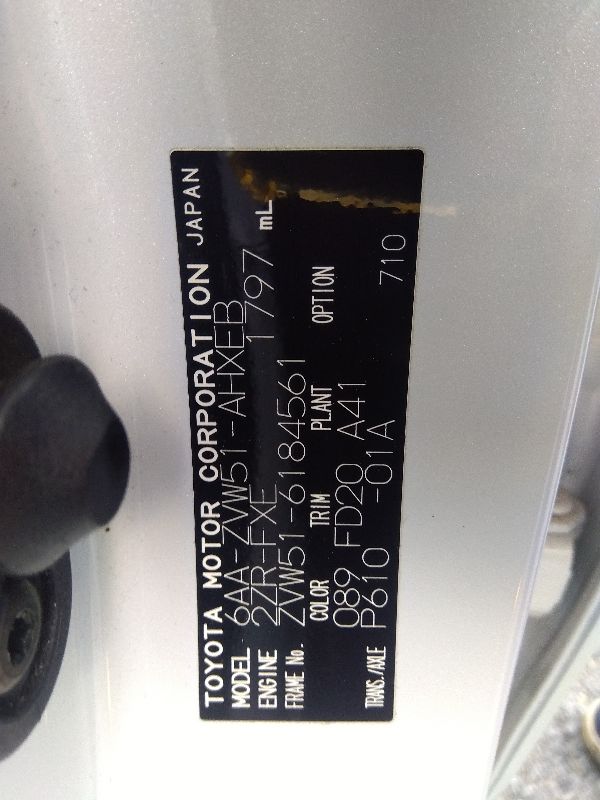 TOYOTA MOTOR CORPORATION JAPAN
MODEL 6AA-ZVW51-AHXEB
ENGINE 2ZR-FXE 1797 mL
FRAME No. ZVW51-6184561
COLOR TRIM PLANT OPTION
089 FD20 A41
TRANS./AXLE P610 -01A 710